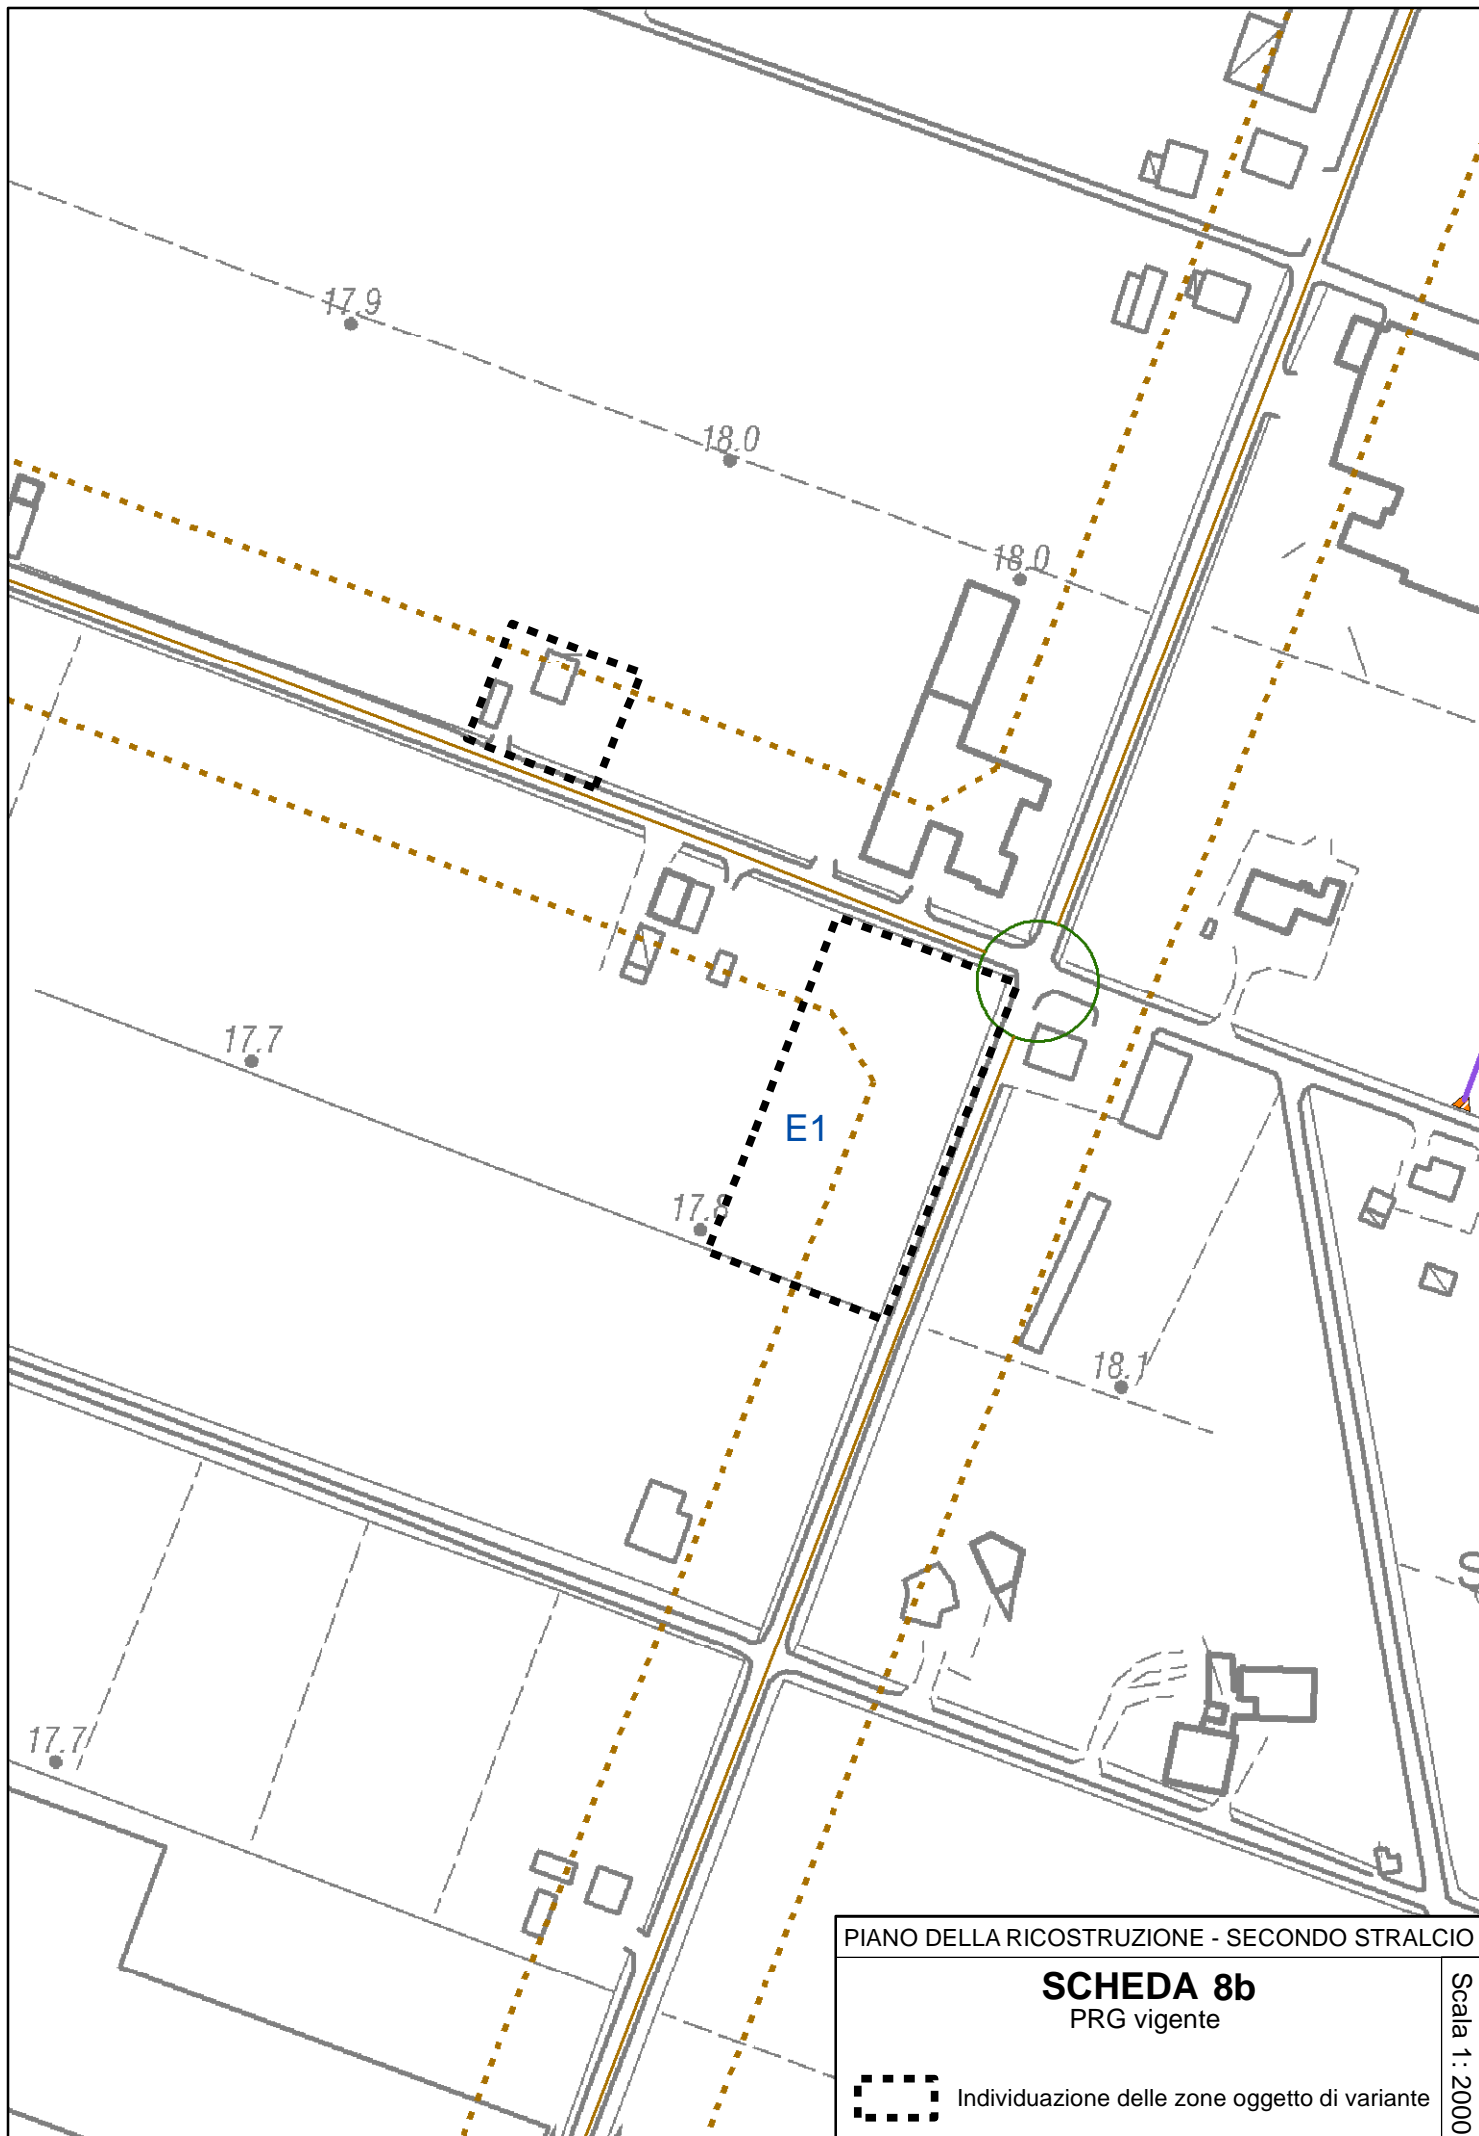 17.9
18.0
18.0
17.7
E1
17.8
18.1
17.7
PIANO DELLA RICOSTRUZIONE - SECONDO STRALCIO
SCHEDA 8b
PRG vigente
Individuazione delle zone oggetto di variante
Scala 1: 2000